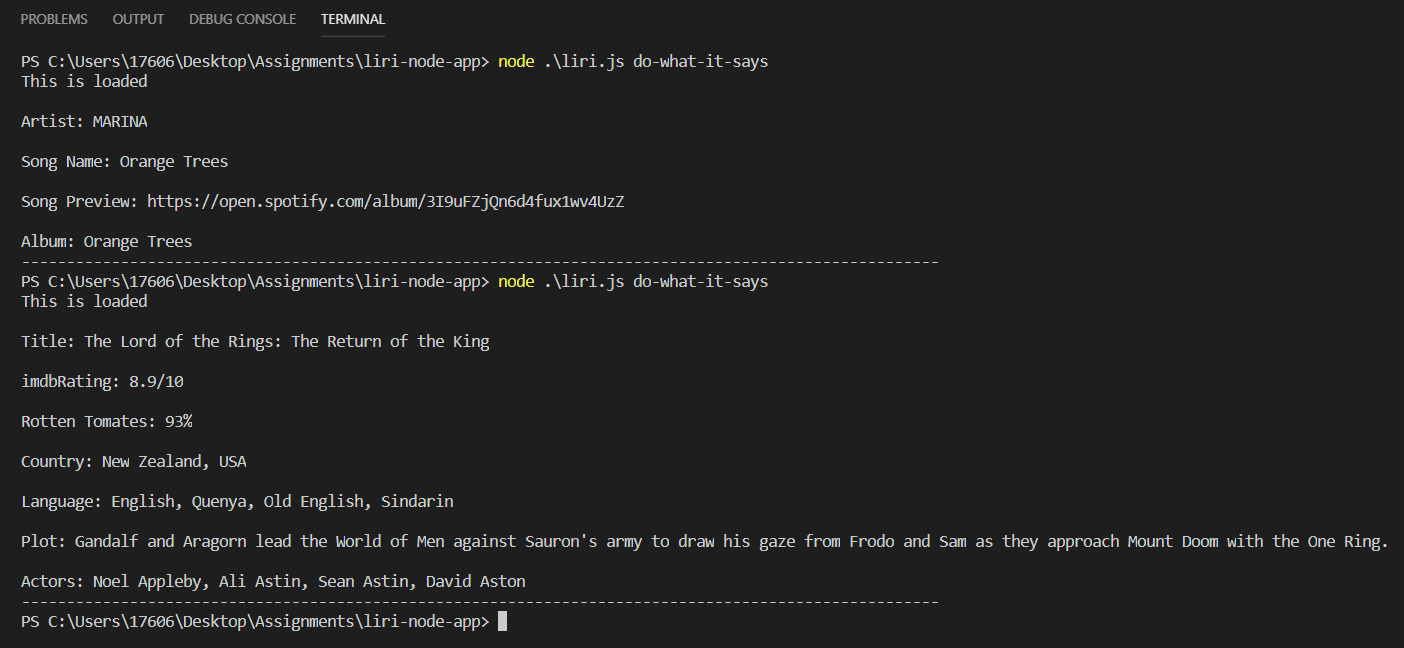 PROBLEMS OUTPUT DEBUG CONSOLE TERMINAL
PS C:\Users\17606\Desktop\Assignments\liri-node-app> node .\liri.js do-what-it-says
This is loaded
Artist: MARINA
Song Name: Orange Trees
Song Preview: https://open.spotify.com/album/3I9uFZjQn6d4fux1wv4UzZ
Album: Orange Trees
------------------------------------------------------------------------------------------------------
PS C:\Users\17606\Desktop\Assignments\liri-node-app> node .\liri.js do-what-it-says
This is loaded
Title: The Lord of the Rings: The Return of the King
imdbRating: 8.9/10
Rotten Tomates: 93%
Country: New Zealand, USA
Language: English, Quenya, Old English, Sindarin
Plot: Gandalf and Aragorn lead the World of Men against Sauron's army to draw his gaze from Frodo and Sam as they approach Mount Doom with the One Ring.
Actors: Noel Appleby, Ali Astin, Sean Astin, David Aston
------------------------------------------------------------------------------------------------------
PS C:\Users\17606\Desktop\Assignments\liri-node-app>